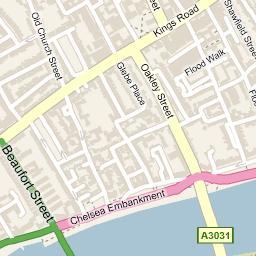 Old Church
Street
Kings Road
Shawfield Street
Flood Walk
Glebe Place
Oakley Street
Beaufort Street
Chelsea Embankment
A3031